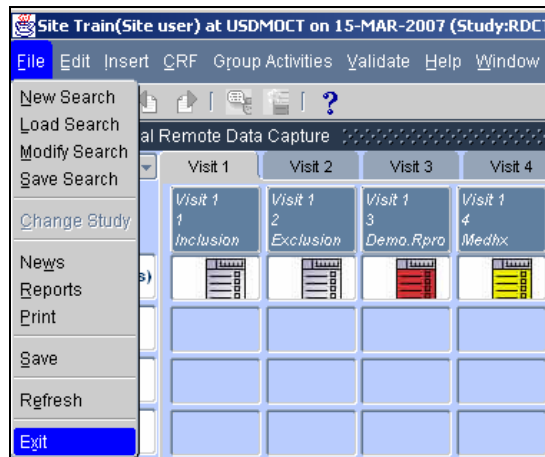 Site Train(Site user) at USDMOCT on 15-MAR-2007 (Study:RDCT
File Edit Insert CRF Group Activities Validate Help Window
New Search
Load Search
Modify Search
Save Search
Change Study
News
Reports
Print
Save
Refresh
Exit
al Remote Data Capture
Visit 1 Visit 2 Visit 3 Visit 4
Visit 1 Visit 1 Visit 1 Visit 1
1 2 3 4
Inclusion Exclusion Demo.Rpro Medhx
s)